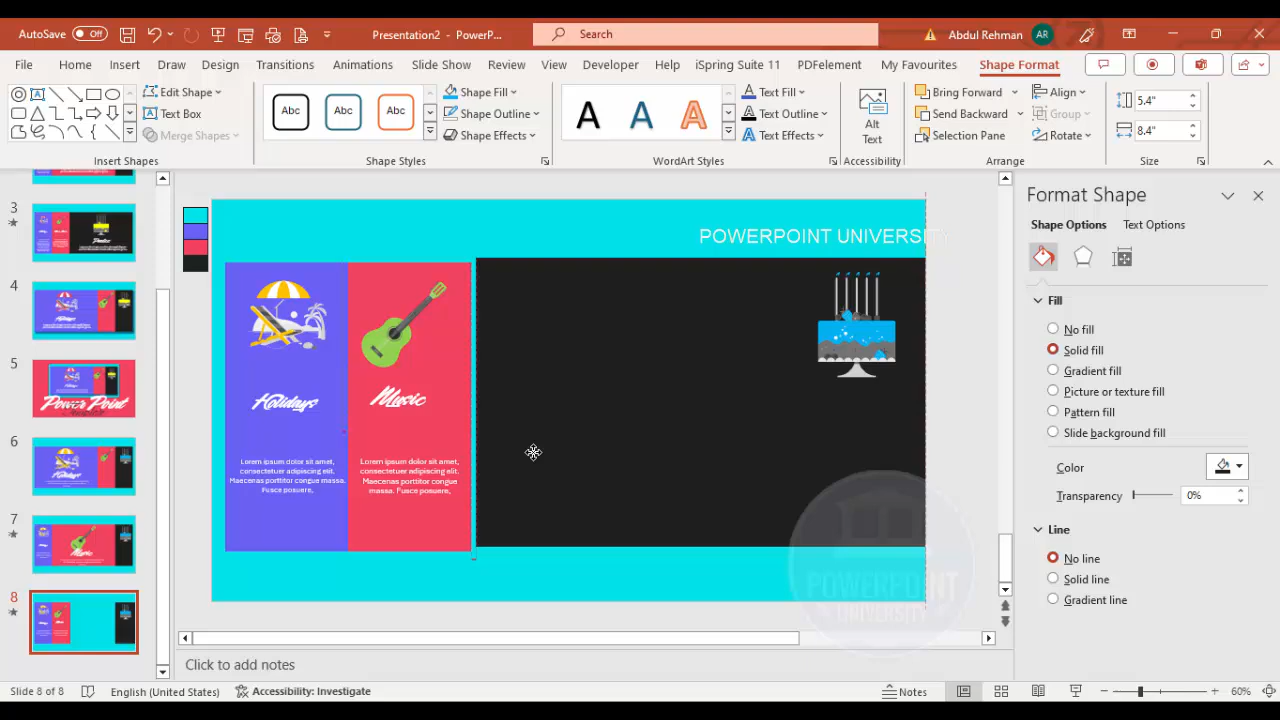 AutoSave Off Presentation2 - PowerP... Search Abdul Rehman AR
File Home Insert Draw Design Transitions Animations Slide Show Review View Developer Help iSpring Suite 11 PDFelement My Favourites Shape Format
Edit Shape Text Box Merge Shapes
Insert Shapes
Abc Abc Abc
Shape Fill Shape Outline Shape Effects
Shape Styles
A A A
Text Fill Text Outline Text Effects
WordArt Styles
Alt Text
Accessibility
Bring Forward Send Backward Selection Pane
Align Group Rotate
Arrange
5.4"
8.4"
Size
3
4
5
Power Point
6
7
8
POWERPOINT UNIVERSI
Holidays
Music
Lorem ipsum dolor sit amet,
consectetuer adipiscing elit.
Maecenas porttitor congue massa.
Fusce posuere,
Lorem ipsum dolor sit amet,
consectetuer adipiscing elit.
Maecenas porttitor congue
massa. Fusce posuere,
POWERPOINT
UNIVERSITY
Format Shape
Shape Options Text Options
Fill
No fill
Solid fill
Gradient fill
Picture or texture fill
Pattern fill
Slide background fill
Color
Transparency 0%
Line
No line
Solid line
Gradient line
Click to add notes
Slide 8 of 8 English (United States) Accessibility: Investigate Notes 60%